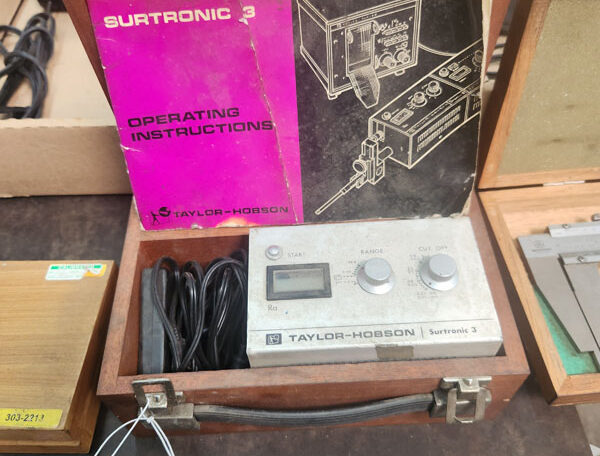 SURTRONIC 3
OPERATING
INSTRUCTIONS
TAYLOR-HOBSON
START
RANGE
CUT OFF
Ra
TAYLOR-HOBSON
Surtronic 3
303-2213